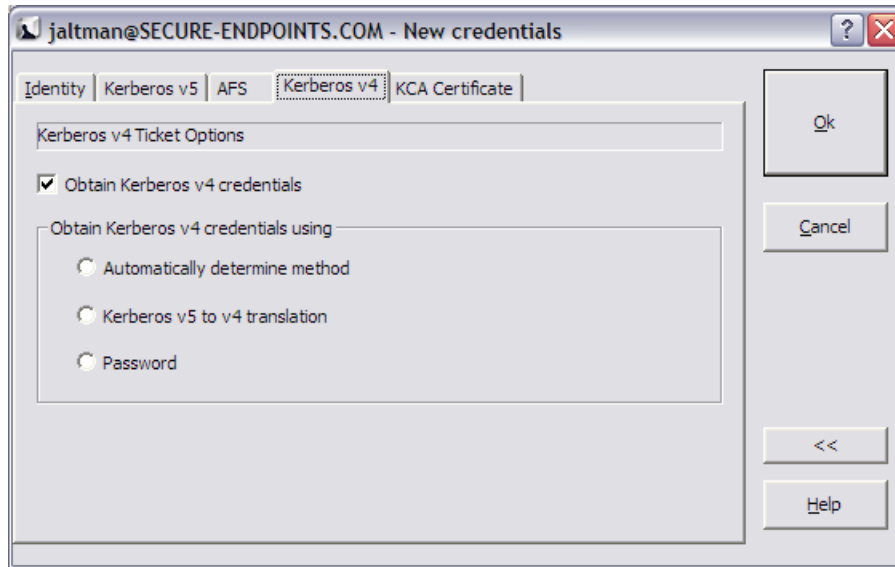 jaltman@SECURE-ENDPOINTS.COM - New credentials
Identity
Kerberos v5
AFS
Kerberos v4
KCA Certificate
Kerberos v4 Ticket Options
Obtain Kerberos v4 credentials
Obtain Kerberos v4 credentials using
Automatically determine method
Kerberos v5 to v4 translation
Password
Ok
Cancel
<<
Help